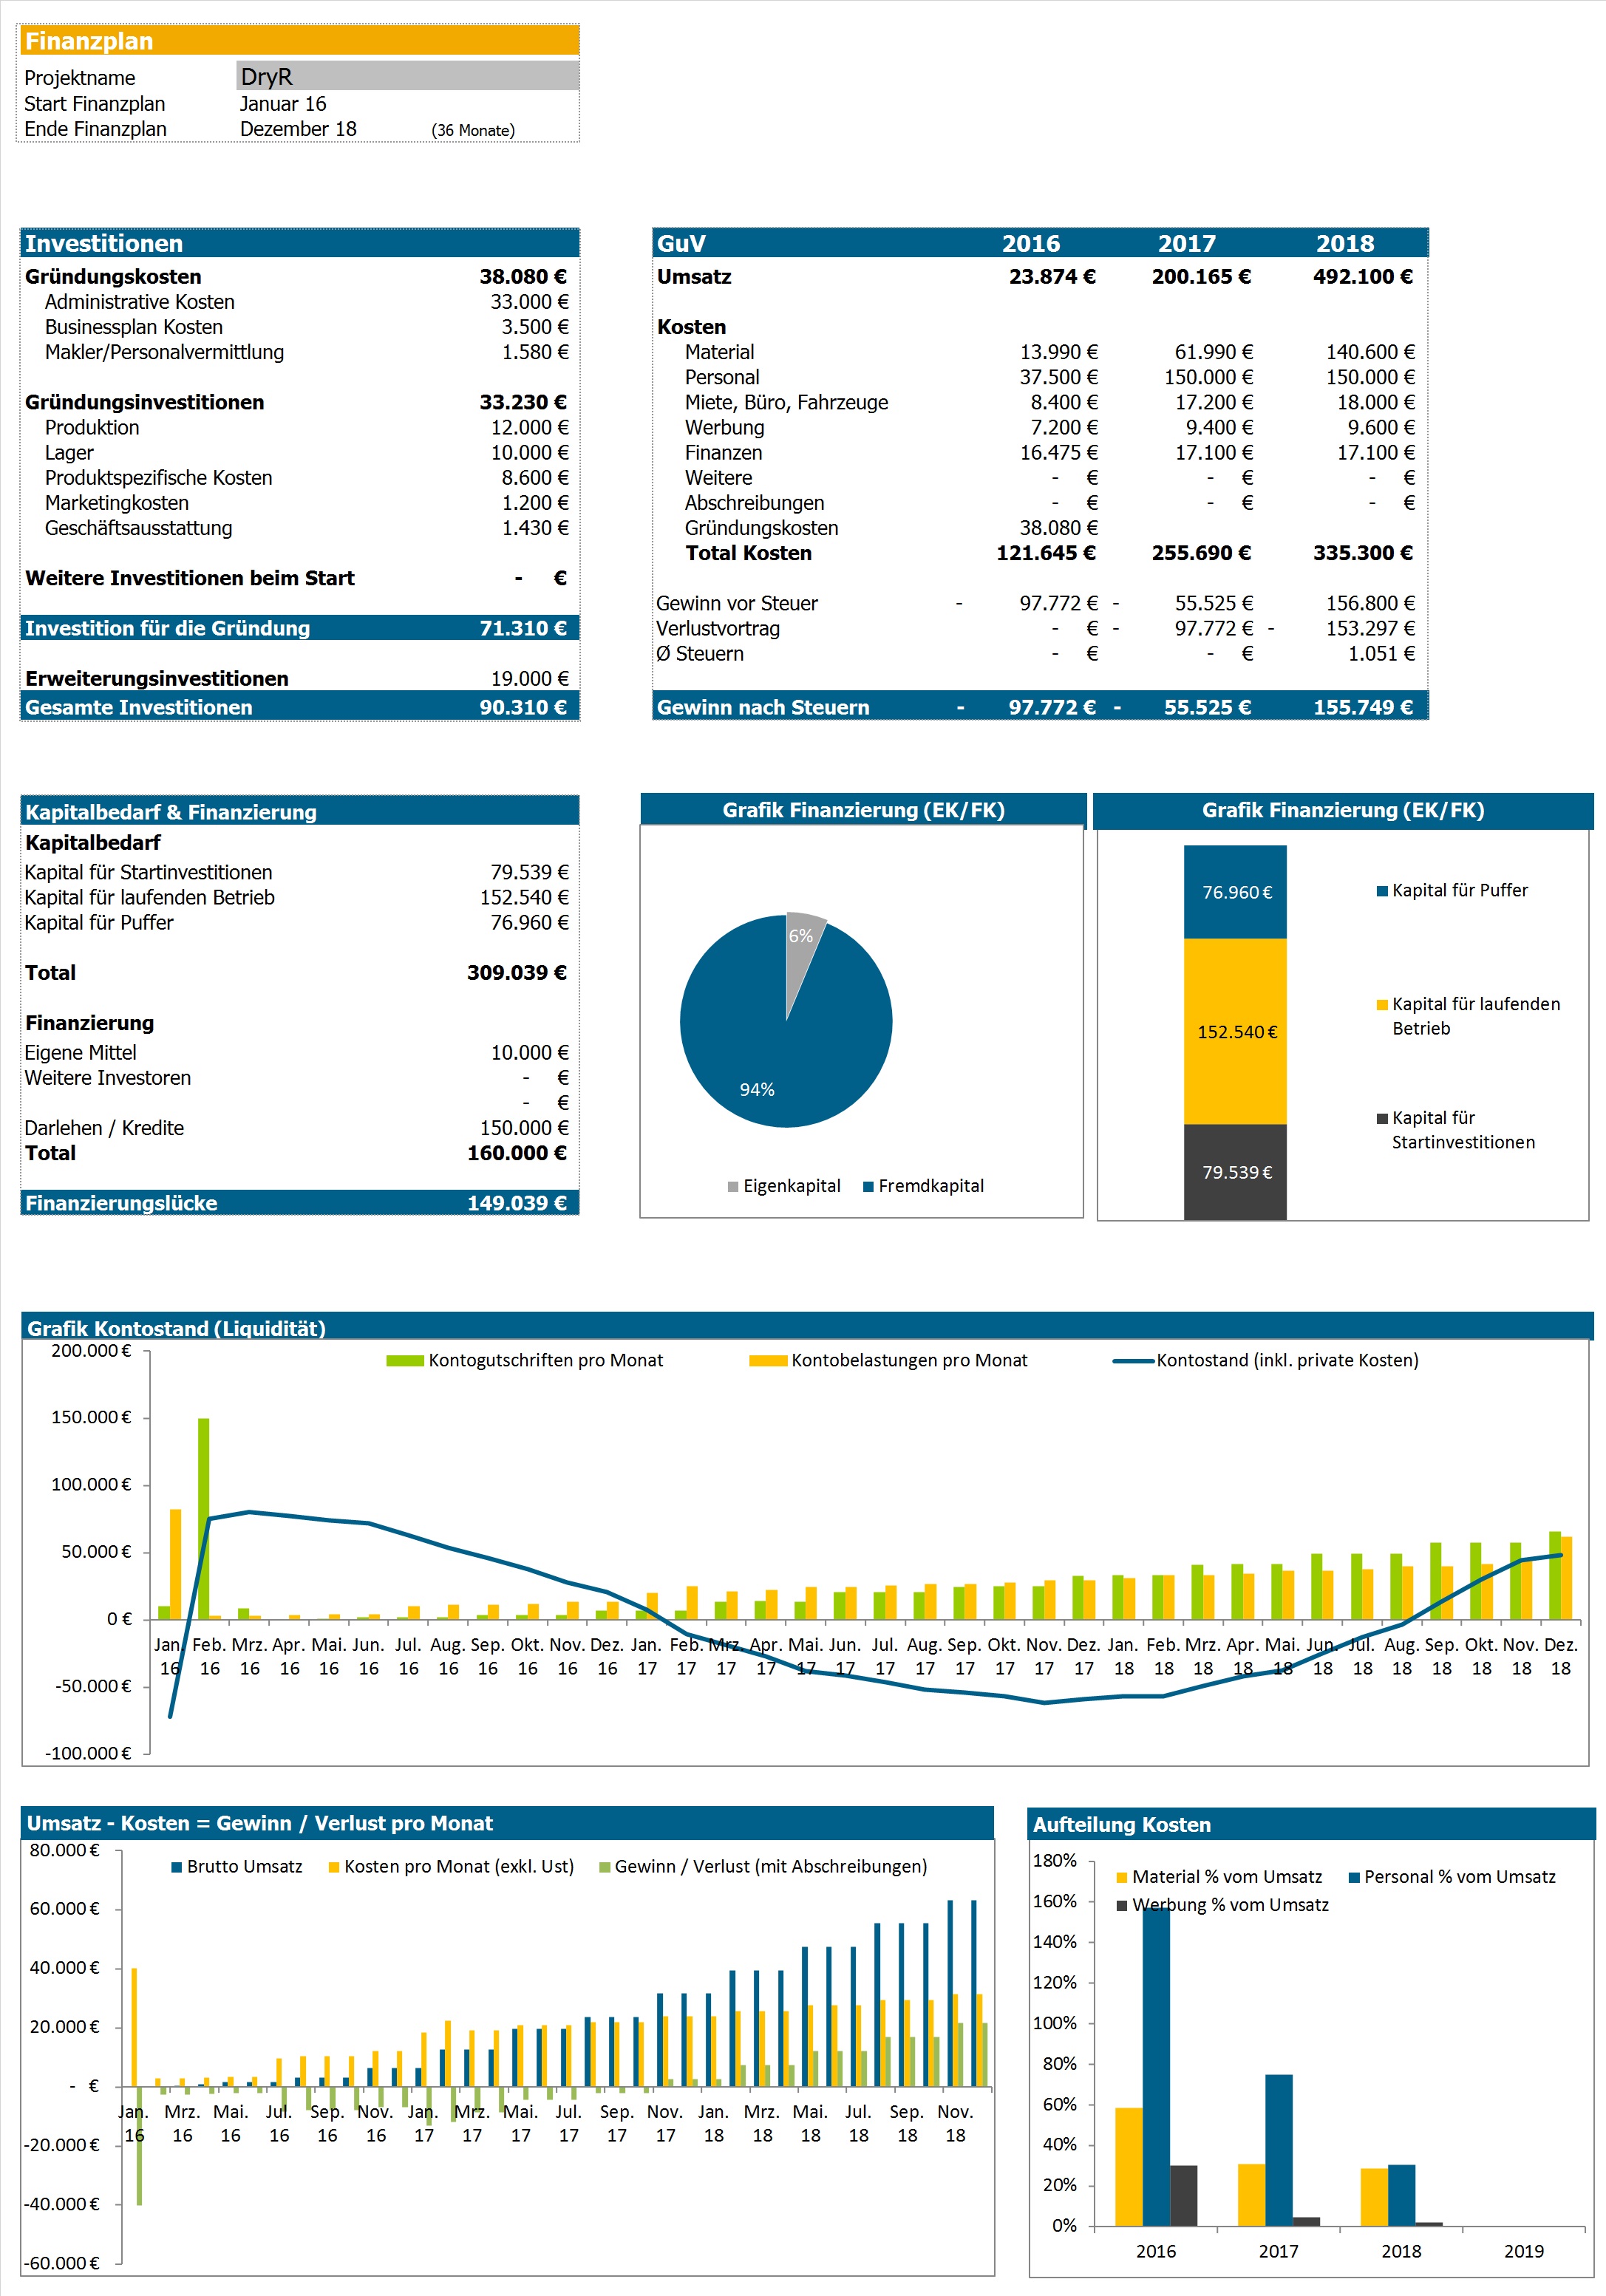 Finanzplan
Projektname DryR
Start Finanzplan Januar 16
Ende Finanzplan Dezember 18 (36 Monate)
Investitionen
Gründungskosten 38.080 €
Administrative Kosten 33.000 €
Businessplan Kosten 3.500 €
Makler/Personalvermittlung 1.580 €
Gründungsinvestitionen 33.230 €
Produktion 12.000 €
Lager 10.000 €
Produktspezifische Kosten 8.600 €
Marketingkosten 1.200 €
Geschäftsausstattung 1.430 €
Weitere Investitionen beim Start - €
Investition für die Gründung 71.310 €
Erweiterungsinvestitionen 19.000 €
Gesamte Investitionen 90.310 €
GuV 2016 2017 2018
Umsatz 23.874 € 200.165 € 492.100 €
Kosten
Material 13.990 € 61.990 € 140.600 €
Personal 37.500 € 150.000 € 150.000 €
Miete, Büro, Fahrzeuge 8.400 € 17.200 € 18.000 €
Werbung 7.200 € 9.400 € 9.600 €
Finanzen 16.475 € 17.100 € 17.100 €
Weitere - € - € - €
Abschreibungen - € - € - €
Gründungskosten 38.080 €
Total Kosten 121.645 € 255.690 € 335.300 €
Gewinn vor Steuer - 97.772 € - 55.525 € 156.800 €
Verlustvortrag - € - 97.772 € - 153.297 €
Ø Steuern - € - € 1.051 €
Gewinn nach Steuern - 97.772 € - 55.525 € 155.749 €
Kapitalbedarf & Finanzierung
Kapitalbedarf
Kapital für Startinvestitionen 79.539 €
Kapital für laufenden Betrieb 152.540 €
Kapital für Puffer 76.960 €
Total 309.039 €
Finanzierung
Eigene Mittel 10.000 €
Weitere Investoren - €
- €
Darlehen / Kredite 150.000 €
Total 160.000 €
Finanzierungslücke 149.039 €
Grafik Finanzierung (EK/FK)
6%
94%
Eigenkapital Fremdkapital
Grafik Finanzierung (EK/FK)
76.960 €
152.540 €
79.539 €
Kapital für Puffer
Kapital für laufenden
Betrieb
Kapital für
Startinvestitionen
Grafik Kontostand (Liquidität)
Kontogutschriften pro Monat Kontobelastungen pro Monat Kontostand (inkl. private Kosten)
200.000 €
150.000 €
100.000 €
50.000 €
0 €
-50.000 €
-100.000 €
Jan. Feb. Mrz. Apr. Mai. Jun. Jul. Aug. Sep. Okt. Nov. Dez. Jan. Feb. Mrz. Apr. Mai. Jun. Jul. Aug. Sep. Okt. Nov. Dez. Jan. Feb. Mrz. Apr. Mai. Jun. Jul. Aug. Sep. Okt. Nov. Dez.
16 16 16 16 16 16 16 16 16 16 16 16 17 17 17 17 17 17 17 17 17 17 17 17 18 18 18 18 18 18 18 18 18 18 18 18
Umsatz - Kosten = Gewinn / Verlust pro Monat
Brutto Umsatz Kosten pro Monat (exkl. Ust) Gewinn / Verlust (mit Abschreibungen)
80.000 €
60.000 €
40.000 €
20.000 €
- €
-20.000 €
-40.000 €
-60.000 €
Jan. Mrz. Mai. Jul. Sep. Nov. Jan. Mrz. Mai. Jul. Sep. Nov. Jan. Mrz. Mai. Jul. Sep. Nov.
16 16 16 16 16 16 17 17 17 17 17 17 18 18 18 18 18 18
Aufteilung Kosten
Material % vom Umsatz Personal % vom Umsatz
Werbung % vom Umsatz
180%
160%
140%
120%
100%
80%
60%
40%
20%
0%
2016 2017 2018 2019